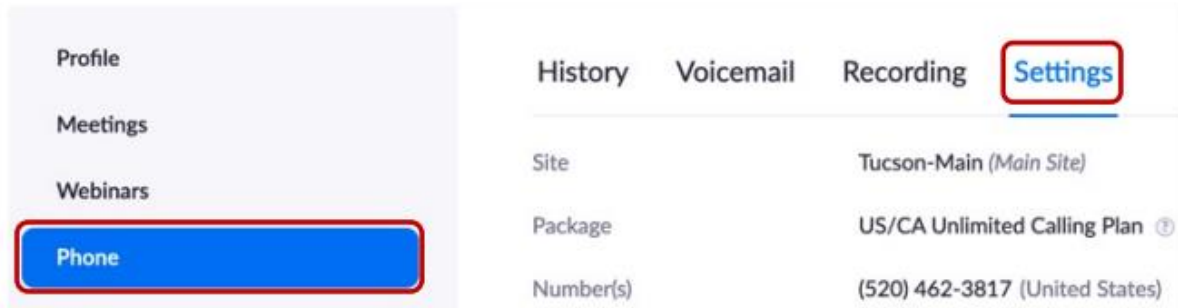 Profile
Meetings
Webinars
Phone
History Voicemail Recording Settings
Site Tucson-Main (Main Site)
Package US/CA Unlimited Calling Plan ?
Number(s) (520) 462-3817 (United States)